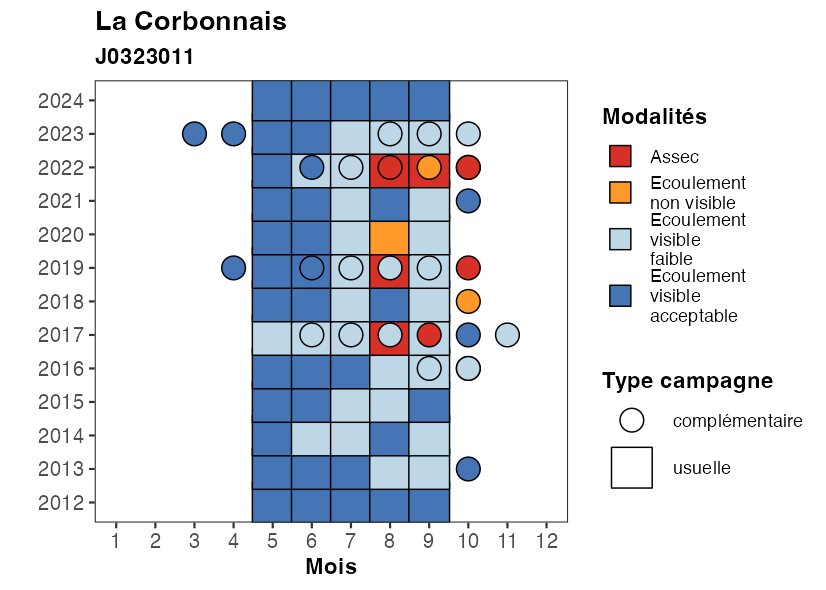 La Corbonnais
J0323011
2024
2023
2022
2021
2020
2019
2018
2017
2016
2015
2014
2013
2012
1 2 3 4 5 6 7 8 9 10 11 12
Mois
Modalités
Assec
Ecoulement
non visible
Ecoulement
visible
faible
Ecoulement
visible
acceptable
Type campagne
complémentaire
usuelle